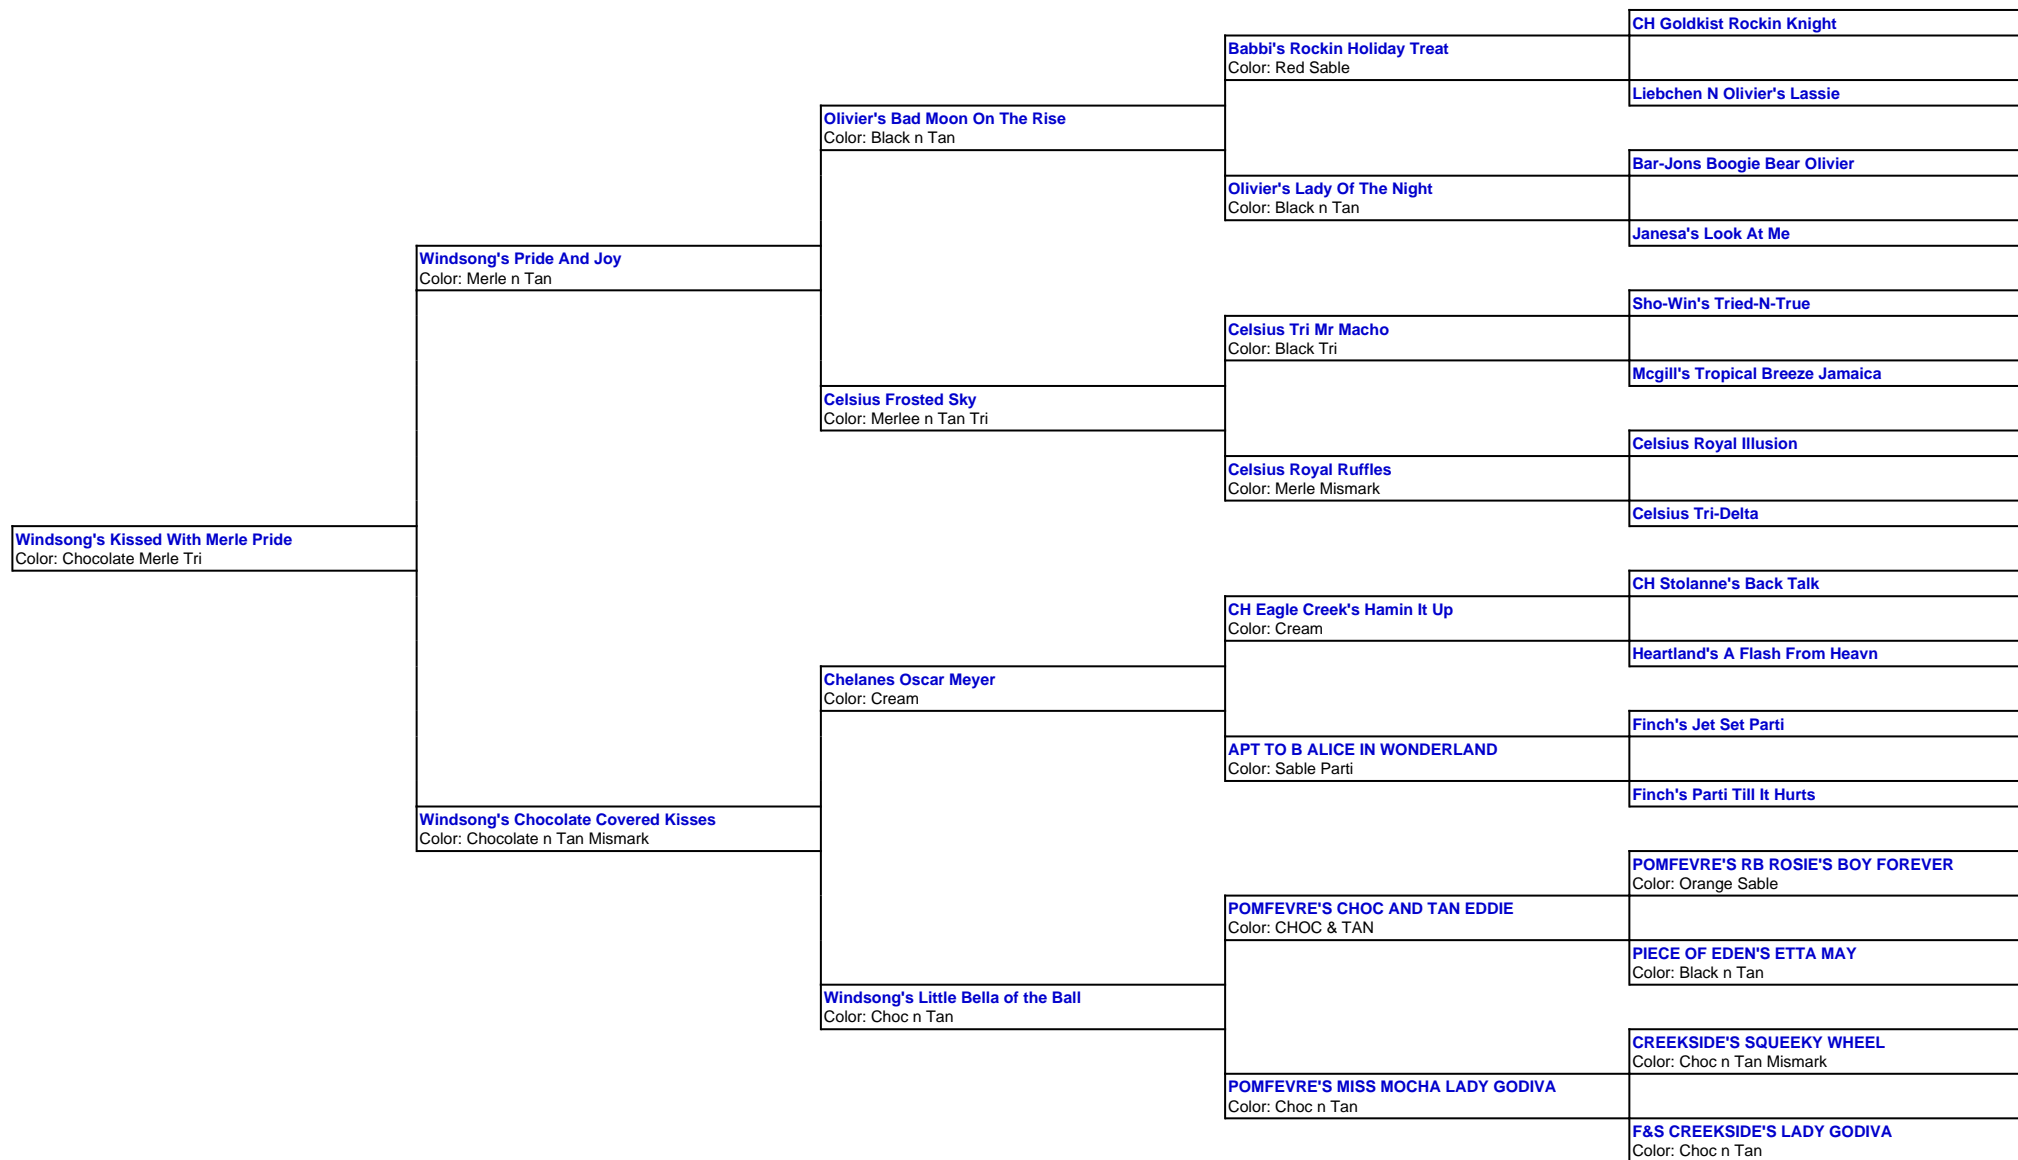 CH Goldkist Rockin Knight
Babbi's Rockin Holiday Treat
Color: Red Sable
Liebchen N Olivier's Lassie
Olivier's Bad Moon On The Rise
Color: Black n Tan
Bar-Jons Boogie Bear Olivier
Olivier's Lady Of The Night
Color: Black n Tan
Janesa's Look At Me
Windsong's Pride And Joy
Color: Merle n Tan
Sho-Win's Tried-N-True
Celsius Tri Mr Macho
Color: Black Tri
Mcgill's Tropical Breeze Jamaica
Celsius Frosted Sky
Color: Merlee n Tan Tri
Celsius Royal Illusion
Celsius Royal Ruffles
Color: Merle Mismark
Celsius Tri-Delta
Windsong's Kissed With Merle Pride
Color: Chocolate Merle Tri
CH Stolanne's Back Talk
CH Eagle Creek's Hamin It Up
Color: Cream
Heartland's A Flash From Heavn
Chelanes Oscar Meyer
Color: Cream
Finch's Jet Set Parti
APT TO B ALICE IN WONDERLAND
Color: Sable Parti
Finch's Parti Till It Hurts
Windsong's Chocolate Covered Kisses
Color: Chocolate n Tan Mismark
POMFEVRE'S RB ROSIE'S BOY FOREVER
Color: Orange Sable
POMFEVRE'S CHOC AND TAN EDDIE
Color: CHOC & TAN
PIECE OF EDEN'S ETTA MAY
Color: Black n Tan
Windsong's Little Bella of the Ball
Color: Choc n Tan
CREEKSIDE'S SQUEEKY WHEEL
Color: Choc n Tan Mismark
POMFEVRE'S MISS MOCHA LADY GODIVA
Color: Choc n Tan
F&S CREEKSIDE'S LADY GODIVA
Color: Choc n Tan